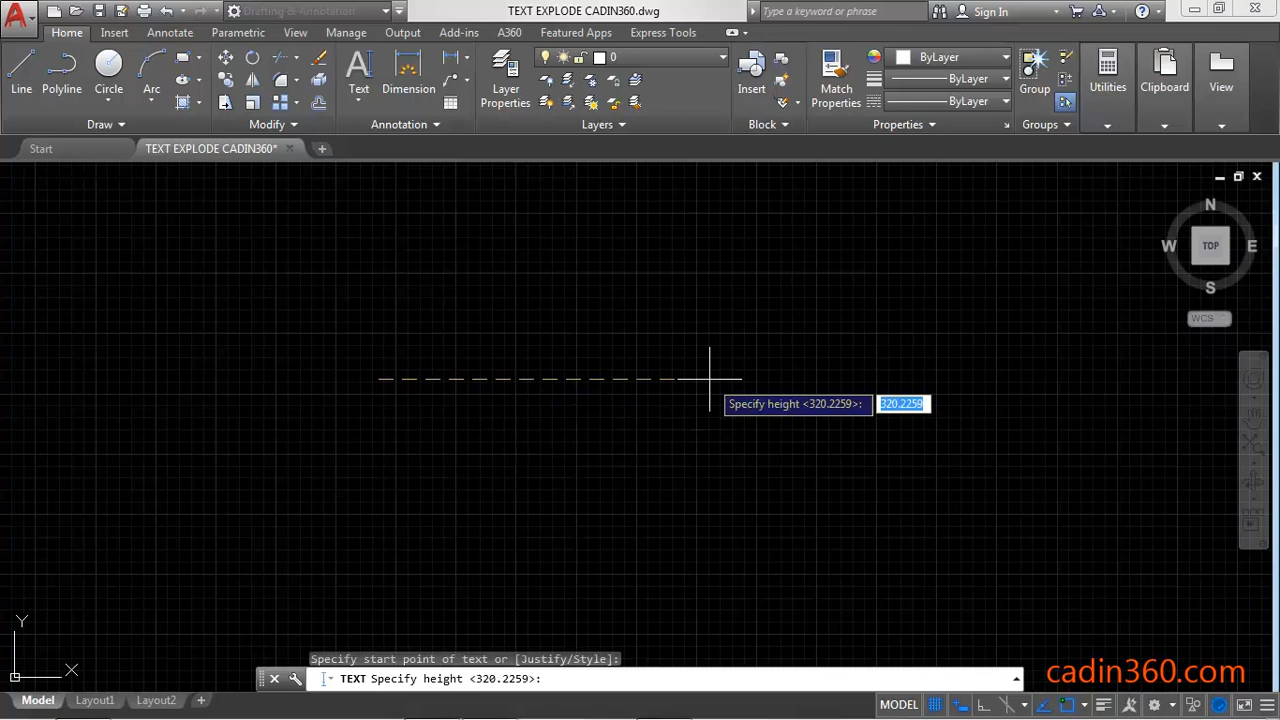 Drafting & Annotation
TEXT EXPLODE CADIN360.dwg
Type a keyword or phrase
Sign In
Home
Insert
Annotate
Parametric
View
Manage
Output
Add-ins
A360
Featured Apps
Express Tools
Line
Polyline
Circle
Arc
Text
Dimension
Layer
Properties
0
Insert
Match
Properties
ByLayer
ByLayer
ByLayer
Group
Utilities
Clipboard
View
Draw
Modify
Annotation
Layers
Block
Properties
Groups
Start
TEXT EXPLODE CADIN360*
N
W
TOP
E
S
WCS
Specify height <320.2259>:
320.2259
Y
X
Specify start point of text or [Justify/Style]:
TEXT Specify height <320.2259>:
cadin360.com
Model
Layout1
Layout2
MODEL